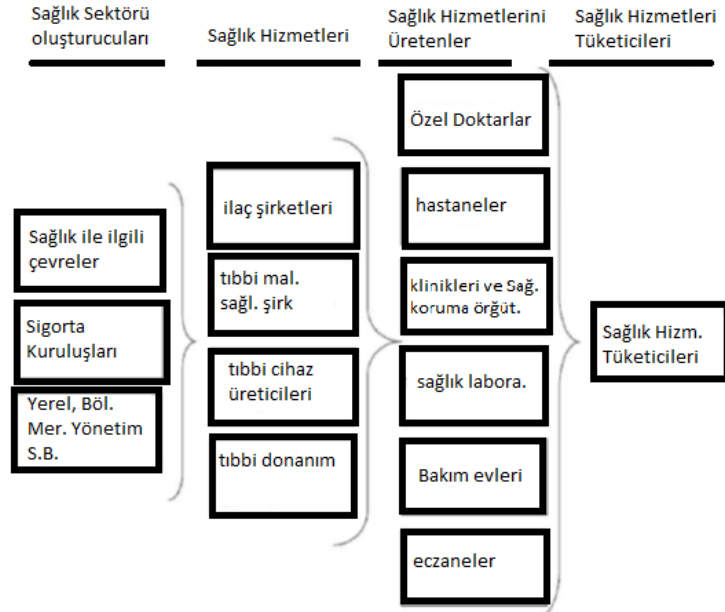 Sağlık Sektörü
oluşturucuları
Sağlık Hizmetleri
Sağlık Hizmetlerini
Üretenler
Sağlık Hizmetleri
Tüketicileri
Sağlık ile ilgili
çevreler
Sigorta
Kuruluşları
Yerel, Böl.
Mer. Yönetim
S.B.
ilaç şirketleri
tıbbi mal.
sağl. şirk
tıbbi cihaz
üreticileri
tıbbi donanım
Özel Doktarlar
hastaneler
klinikleri ve Sağ.
koruma örğüt.
sağlık labora.
Bakım evleri
eczaneler
Sağlık Hizm.
Tüketicileri